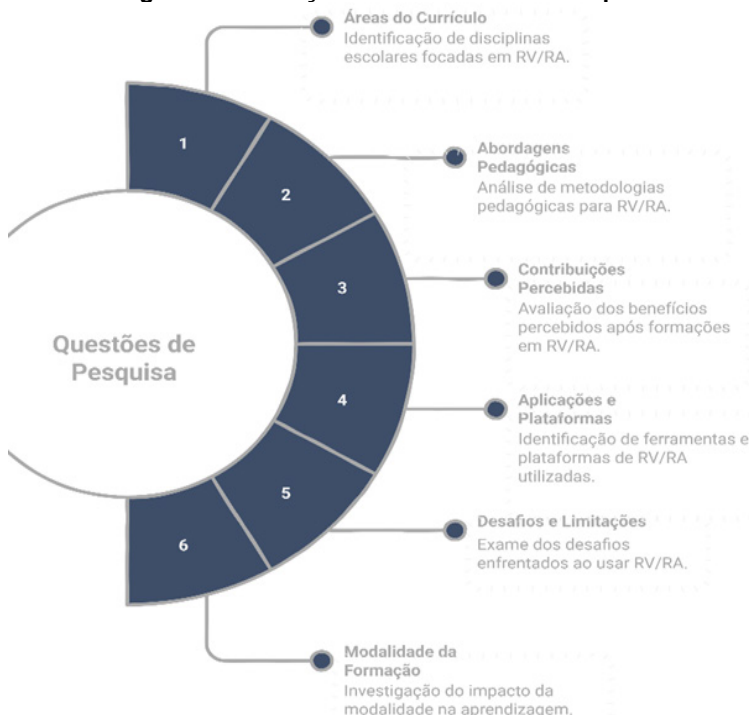 Áreas do Currículo
Identificação de disciplinas
escolares focadas em RV/RA.
1
Abordagens
Pedagógicas
Análise de metodologias
pedagógicas para RV/RA.
2
Contribuições
Percebidas
Avaliação dos benefícios
percebidos após formações
em RV/RA.
3
Questões de
Pesquisa
Aplicações e
Plataformas
Identificação de ferramentas e
plataformas de RV/RA
utilizadas.
4
Desafios e Limitações
Exame dos desafios
enfrentados ao usar RV/RA.
5
6
Modalidade da
Formação
Investigação do impacto da
modalidade na aprendizagem.